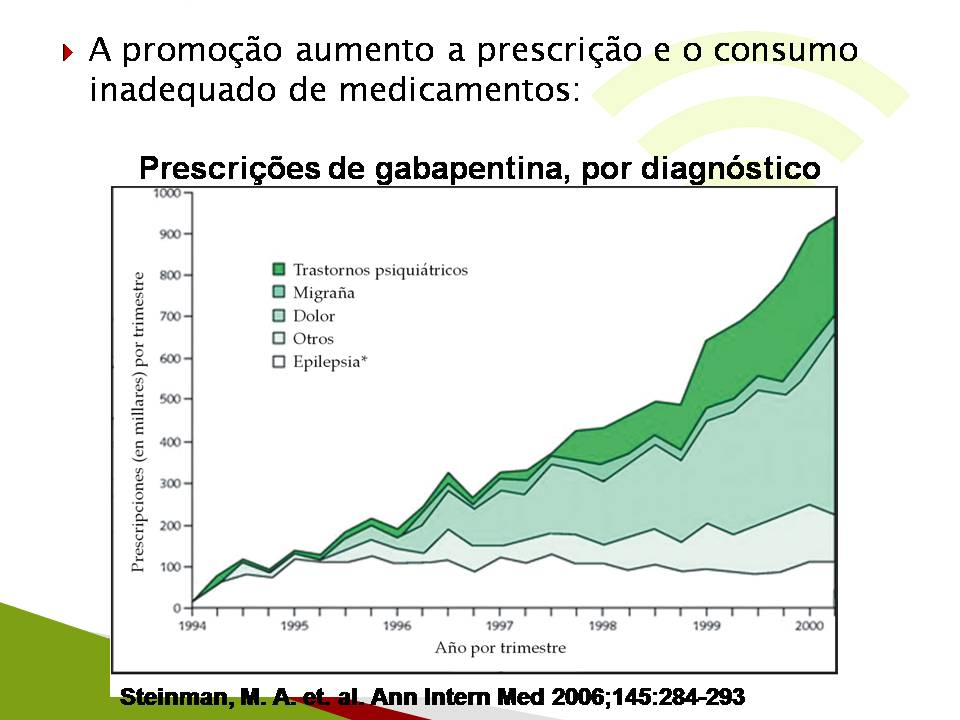 A promoção aumento a prescrição e o consumo
inadequado de medicamentos:
Prescrições de gabapentina, por diagnóstico
Prescripciones (en millares) por trimestre
1000
900
800
700
600
500
400
300
200
100
0
Trastornos psiquiátricos
Migraña
Dolor
Otros
Epilepsia*
1994 1995 1996 1997 1998 1999 2000
Año por trimestre
Steinman, M. A. et. al. Ann Intern Med 2006;145:284-293